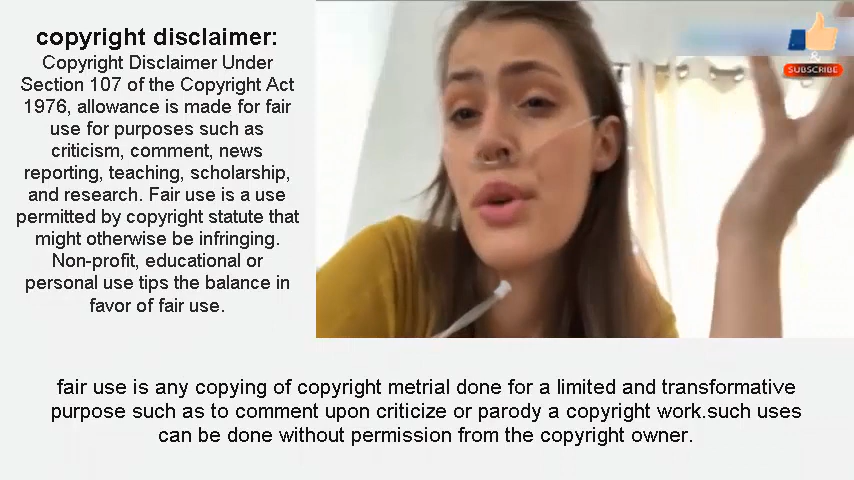 copyright disclaimer:
Copyright Disclaimer Under
Section 107 of the Copyright Act
1976, allowance is made for fair
use for purposes such as
criticism, comment, news
reporting, teaching, scholarship,
and research. Fair use is a use
permitted by copyright statute that
might otherwise be infringing.
Non-profit, educational or
personal use tips the balance in
favor of fair use.
&
SUBSCRIBE
fair use is any copying of copyright metrial done for a limited and transformative
purpose such as to comment upon criticize or parody a copyright work.such uses
can be done without permission from the copyright owner.